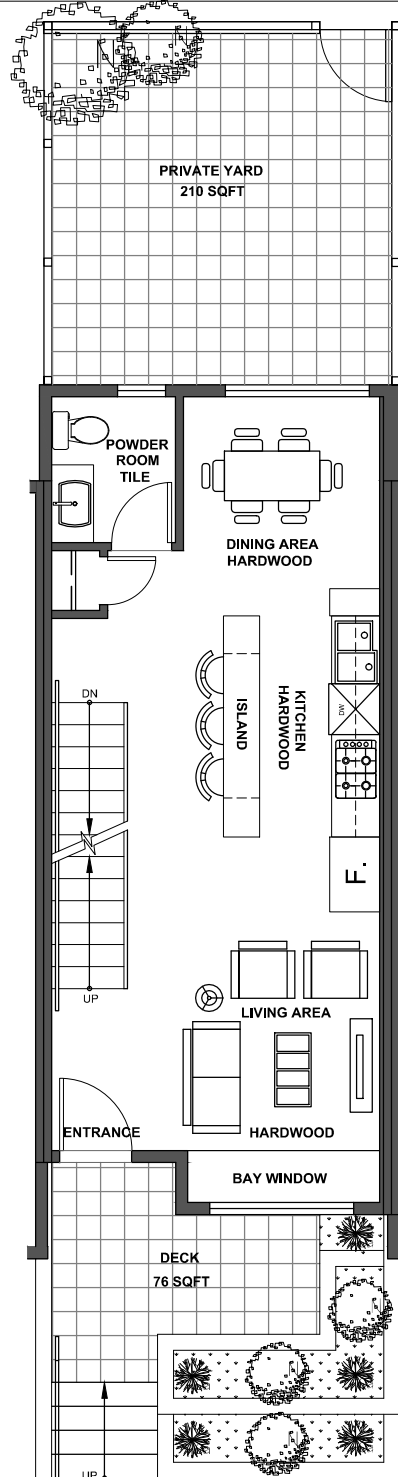 PRIVATE YARD
210 SQFT
POWDER
ROOM
TILE
DINING AREA
HARDWOOD
DN
ISLAND
KITCHEN
HARDWOOD
DW
F.
UP
LIVING AREA
ENTRANCE
HARDWOOD
BAY WINDOW
DECK
76 SQFT
UP